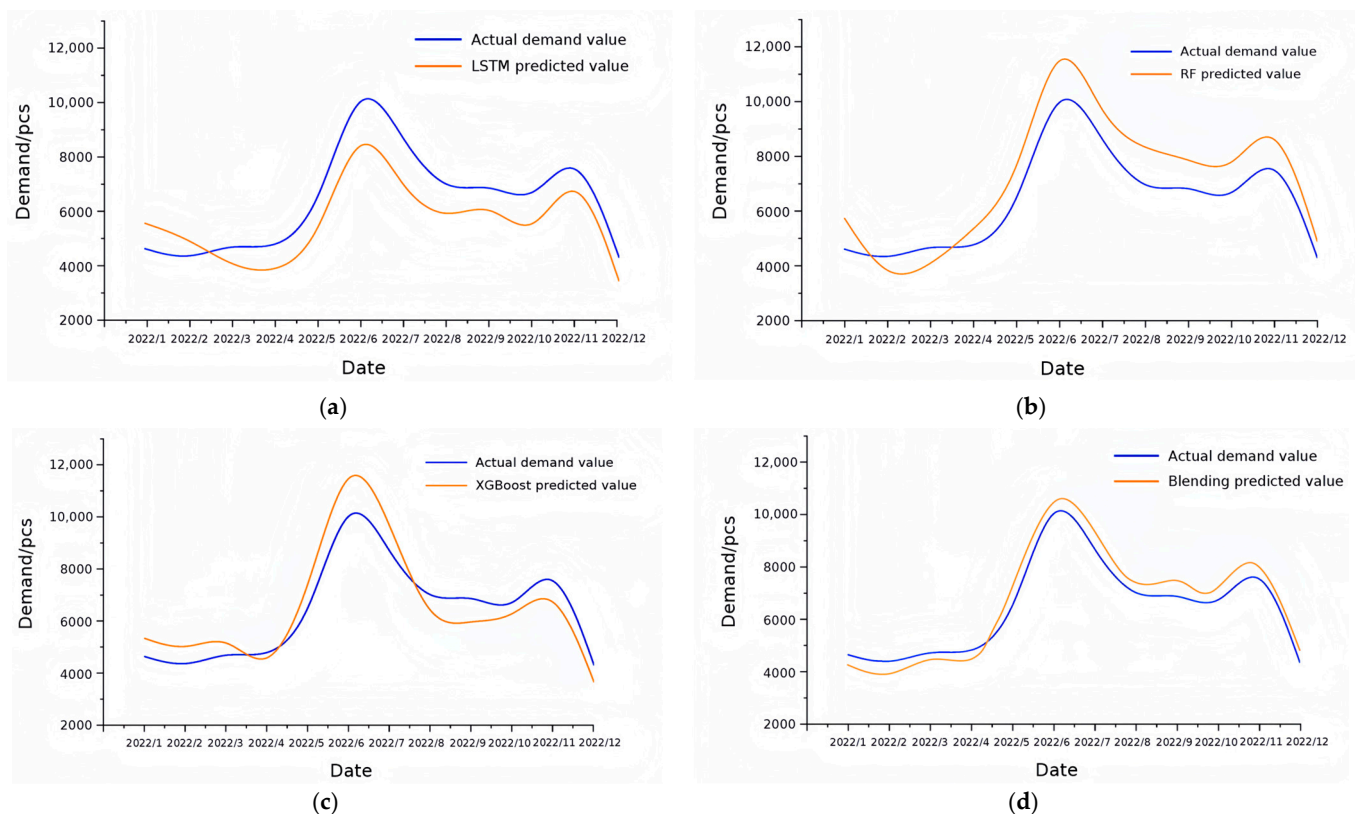 Actual demand value
LSTM predicted value
Demand/pcs
12,000
10,000
8000
6000
4000
2000
2022/1 2022/2 2022/3 2022/4 2022/5 2022/6 2022/7 2022/8 2022/9 2022/10 2022/11 2022/12
Date
(a)
Actual demand value
RF predicted value
Demand/pcs
12,000
10,000
8000
6000
4000
2000
2022/1 2022/2 2022/3 2022/4 2022/5 2022/6 2022/7 2022/8 2022/9 2022/10 2022/11 2022/12
Date
(b)
Actual demand value
XGBoost predicted value
Demand/pcs
12,000
10,000
8000
6000
4000
2000
2022/1 2022/2 2022/3 2022/4 2022/5 2022/6 2022/7 2022/8 2022/9 2022/10 2022/11 2022/12
Date
(c)
Actual demand value
Blending predicted value
Demand/pcs
12,000
10,000
8000
6000
4000
2000
2022/1 2022/2 2022/3 2022/4 2022/5 2022/6 2022/7 2022/8 2022/9 2022/10 2022/11 2022/12
Date
(d)